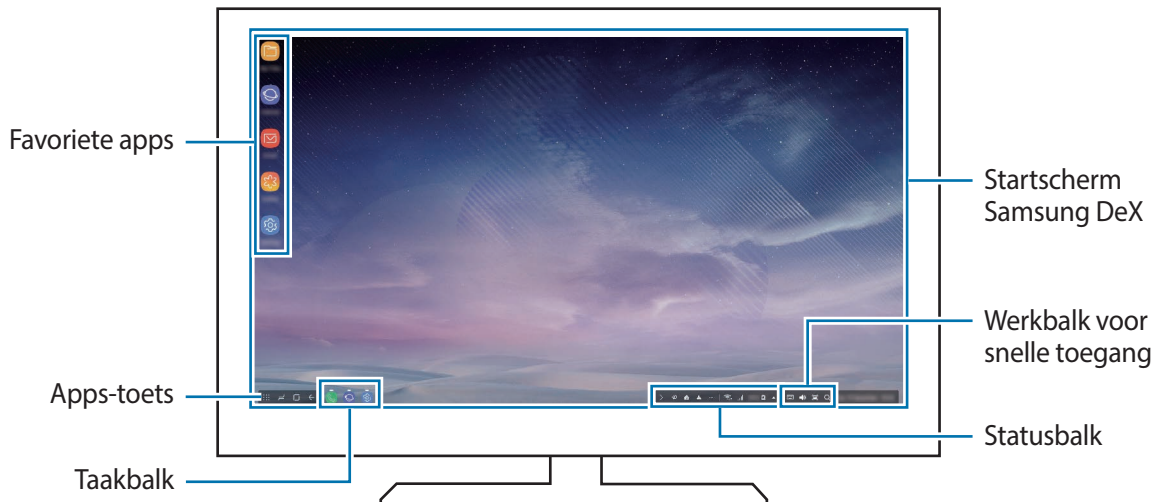 Favoriete apps
Startscherm
Samsung DeX
Werkbalk voor
snelle toegang
Apps-toets
Statusbalk
Taakbalk